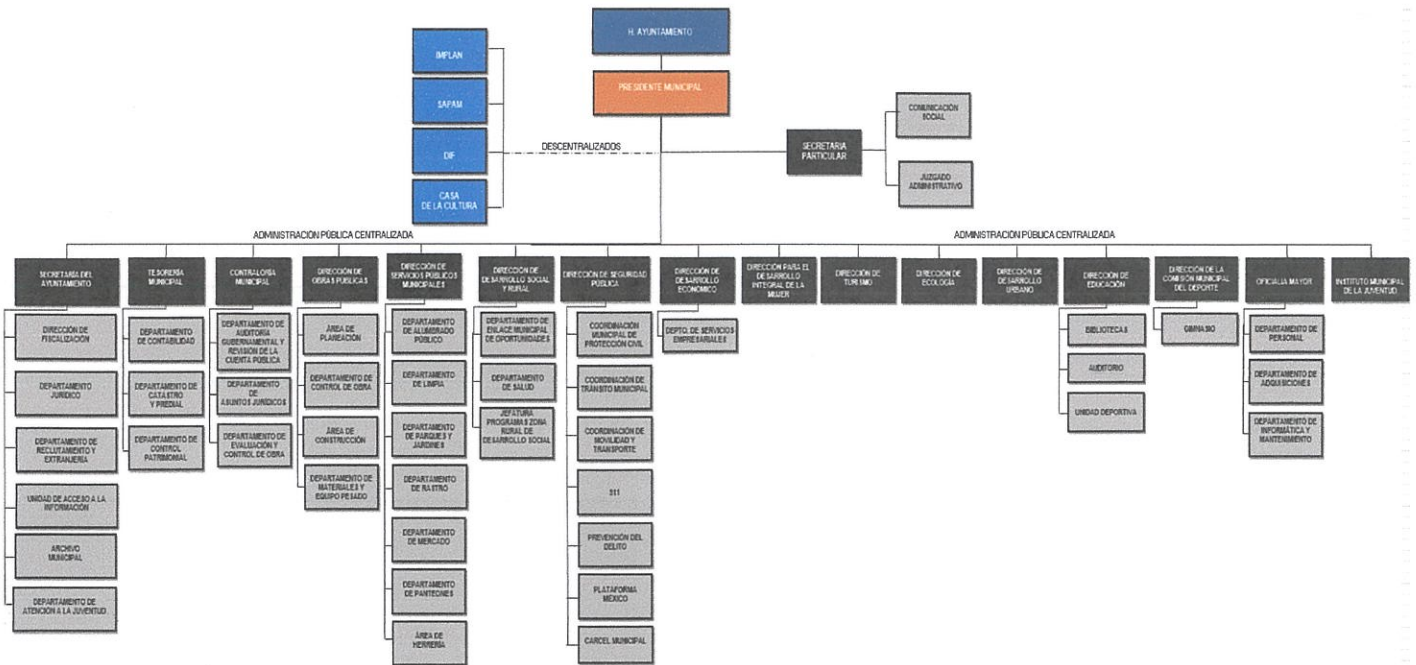 H. AYUNTAMIENTO
PRESIDENTE MUNICIPAL
IMPLAN
SAPAM
DIF
CASA
DE LA CULTURA
DESCENTRALIZADOS
SECRETARIA
PARTICULAR
COMUNICACIÓN
SOCIAL
JUZGADO
ADMINISTRATIVO
ADMINISTRACIÓN PÚBLICA CENTRALIZADA
ADMINISTRACIÓN PÚBLICA CENTRALIZADA
SECRETARÍA DEL
AYUNTAMIENTO
DIRECCIÓN DE
FISCALIZACIÓN
DEPARTAMENTO
JURÍDICO
DEPARTAMENTO DE
RECLUTAMIENTO Y
EXTRANJERÍA
UNIDAD DE ACCESO A LA
INFORMACIÓN
ARCHIVO
MUNICIPAL
DEPARTAMENTO DE
ATENCIÓN A LA JUVENTUD
TESORERÍA
MUNICIPAL
DEPARTAMENTO
DE CONTABILIDAD
DEPARTAMENTO DE
CATASTRO
Y PREDIAL
DEPARTAMENTO DE
CONTROL
PATRIMONIAL
CONTRALORÍA
MUNICIPAL
DEPARTAMENTO DE
AUDITORÍA
GUBERNAMENTAL Y
REVISIÓN DE LA
CUENTA PÚBLICA
DEPARTAMENTO
DE
ASUNTOS JURÍDICOS
DEPARTAMENTO DE
EVALUACIÓN Y
CONTROL DE OBRA
DIRECCIÓN DE
OBRAS PÚBLICAS
ÁREA DE
PLANEACIÓN
DEPARTAMENTO DE
CONTROL DE OBRA
ÁREA DE
CONSTRUCCIÓN
DEPARTAMENTO DE
MATERIALES Y
EQUIPO PESADO
DIRECCIÓN DE
SERVICIOS PÚBLICOS
MUNICIPALES
DEPARTAMENTO
DE ALUMBRADO
PÚBLICO
DEPARTAMENTO
DE LIMPIA
DEPARTAMENTO
DE PARQUES Y
JARDINES
DEPARTAMENTO
DE RASTRO
DEPARTAMENTO
DE MERCADO
DEPARTAMENTO
DE PANTEONES
ÁREA DE
HERRERÍA
DIRECCIÓN DE
DESARROLLO SOCIAL
Y RURAL
DEPARTAMENTO DE
ENLACE MUNICIPAL
DE OPORTUNIDADES
DEPARTAMENTO
DE SALUD
JEFATURA
PROGRAMAS ZONA
RURAL DE
DESARROLLO SOCIAL
DIRECCIÓN DE SEGURIDAD
PÚBLICA
COORDINACIÓN
MUNICIPAL DE
PROTECCIÓN CIVIL
COORDINACIÓN DE
TRÁNSITO MUNICIPAL
COORDINACIÓN DE
MOVILIDAD Y
TRANSPORTE
PREVENCIÓN DEL
DELITO
PLATAFORMA
MÉXICO
CARCEL MUNICIPAL
DIRECCIÓN DE
DESARROLLO
ECONOMICO
DEPTO. DE SERVICIOS
EMPRESARIALES
DIRECCIÓN PARA EL
DESARROLLO
INTEGRAL DE LA
MUJER
DIRECCIÓN DE
TURISMO
DIRECCIÓN DE
ECOLOGÍA
DIRECCIÓN DE
DESARROLLO
URBANO
DIRECCIÓN DE
EDUCACIÓN
BIBLIOTECAS
AUDITORIO
UNIDAD DEPORTIVA
DIRECCIÓN DE LA
COMISIÓN MUNICIPAL
DEL DEPORTE
GIMNASIO
OFICIALIA MAYOR
DEPARTAMENTO DE
PERSONAL
DEPARTAMENTO DE
ADQUISICIONES
DEPARTAMENTO DE
INFORMÁTICA Y
MANTENIMIENTO
INSTITUTO MUNICIPAL
DE LA JUVENTUD